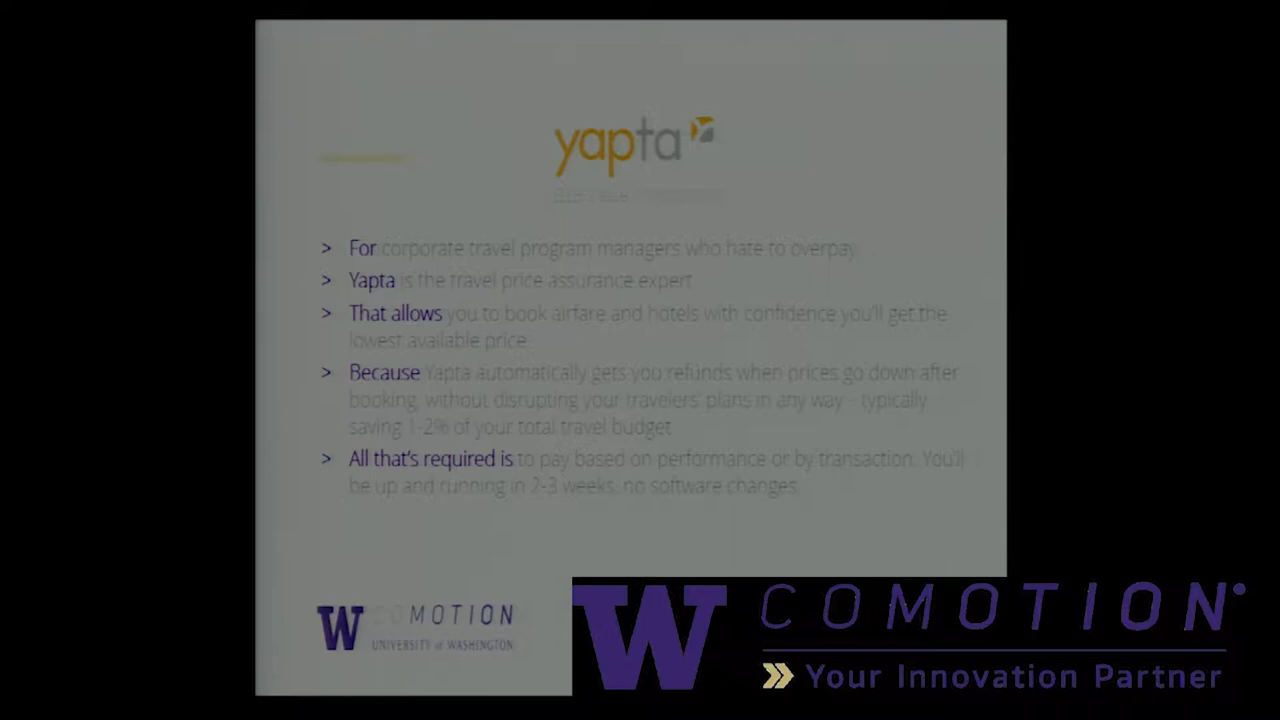 yapta
> For corporate travel program managers who hate to overpay
> Yapta is the travel price assurance expert
> That allows you to book airfare and hotels with confidence you'll get the
lowest available price
> Because Yapta automatically gets you refunds when prices go down after
booking, without disrupting your travelers' plans in any way - typically
saving 1-2% of your total travel budget
> All that's required is to pay based on performance or by transaction. You'll
be up and running in 2-3 weeks, no software changes.
W COMOTION
UNIVERSITY of WASHINGTON
W COMOTION
Your Innovation Partner